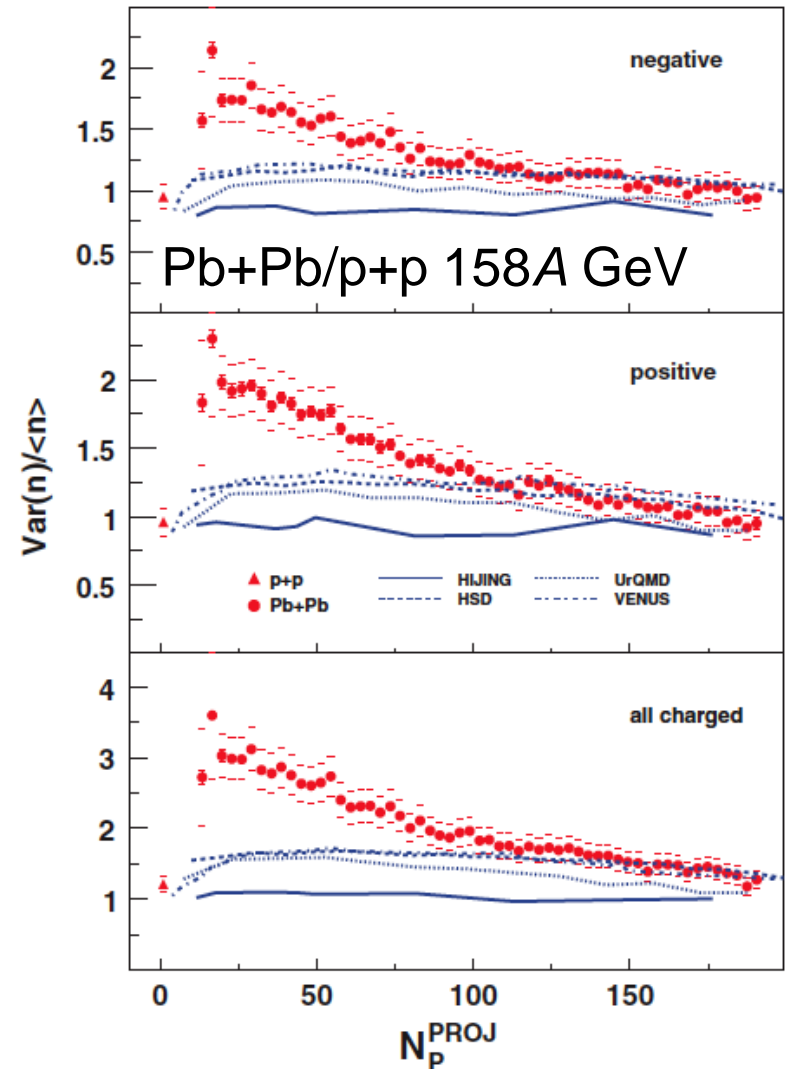 Var(n)/<n>
2
1.5
1
0.5
negative
Pb+Pb/p+p 158A GeV
2
1.5
1
0.5
positive
p+p
Pb+Pb
HIJING
HSD
UrQMD
VENUS
4
3
2
1
all charged
0 50 100 150
N_P^PROJ